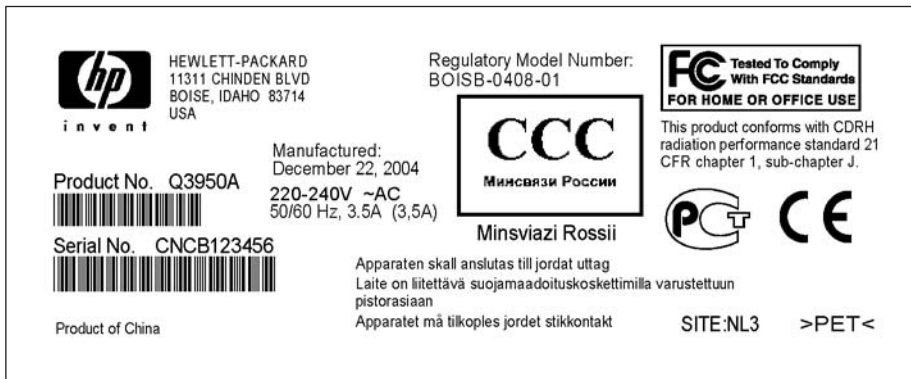 hp
invent
HEWLETT-PACKARD
11311 CHINDEN BLVD
BOISE, IDAHO 83714
USA
Regulatory Model Number:
BOISB-0408-01
FC Tested To Comply
With FCC Standards
FOR HOME OR OFFICE USE
This product conforms with CDRH
radiation performance standard 21
CFR chapter 1, sub-chapter J.
Manufactured:
December 22, 2004
220-240V ~AC
50/60 Hz, 3.5A (3,5A)
CCC
Минсвязи России
Minsviazi Rossii
Product No. Q3950A
Serial No. CNCB123456
PCT CE
Apparaten skall anslutas till jordat uttag
Laite on liitettävä suojamaadoituskoskettimilla varustettuun
pistorasiaan
Apparatet må tilkoples jordet stikkontakt
Product of China
SITE:NL3 >PET<